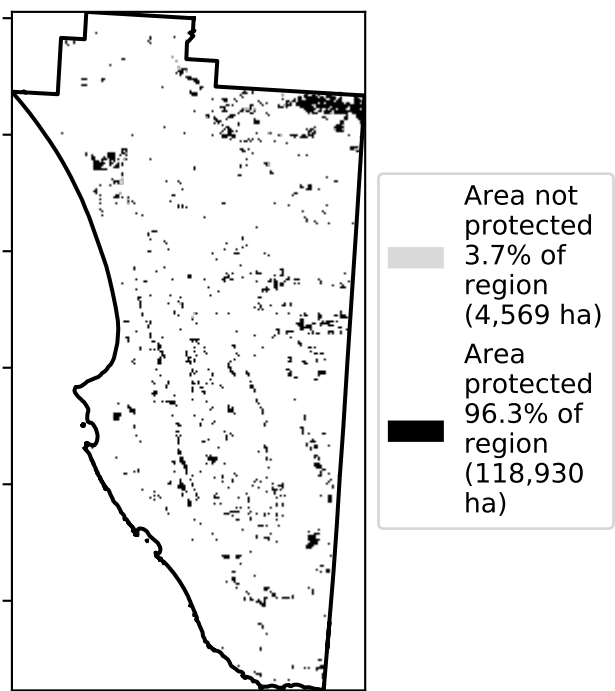 Area not
protected
3.7% of
region
(4,569 ha)
Area
protected
96.3% of
region
(118,930
ha)